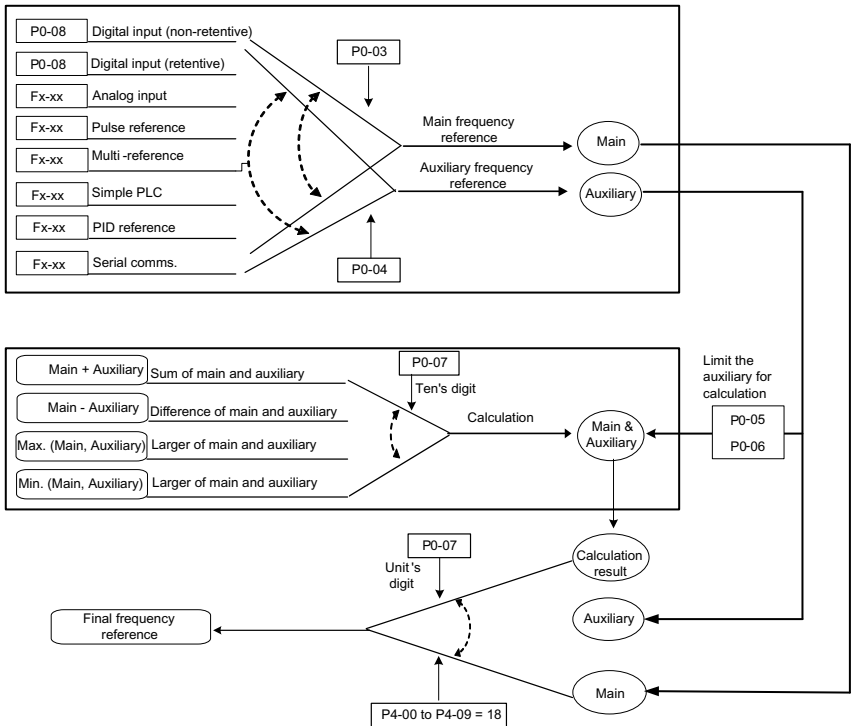 P0-08 Digital input (non-retentive)
P0-08 Digital input (retentive)
Fx-xx Analog input
Fx-xx Pulse reference
Fx-xx Multi -reference
Fx-xx Simple PLC
Fx-xx PID reference
Fx-xx Serial comms.
P0-03
Main frequency
reference
Main
Auxiliary frequency
reference
Auxiliary
P0-04
Main + Auxiliary Sum of main and auxiliary
Main - Auxiliary Difference of main and auxiliary
Max. (Main, Auxiliary) Larger of main and auxiliary
Min. (Main, Auxiliary) Larger of main and auxiliary
P0-07
Ten's digit
Calculation
Main &
Auxiliary
Limit the
auxiliary for
calculation
P0-05
P0-06
P0-07
Unit's
digit
Calculation
result
Auxiliary
Final frequency
reference
Main
P4-00 to P4-09 = 18